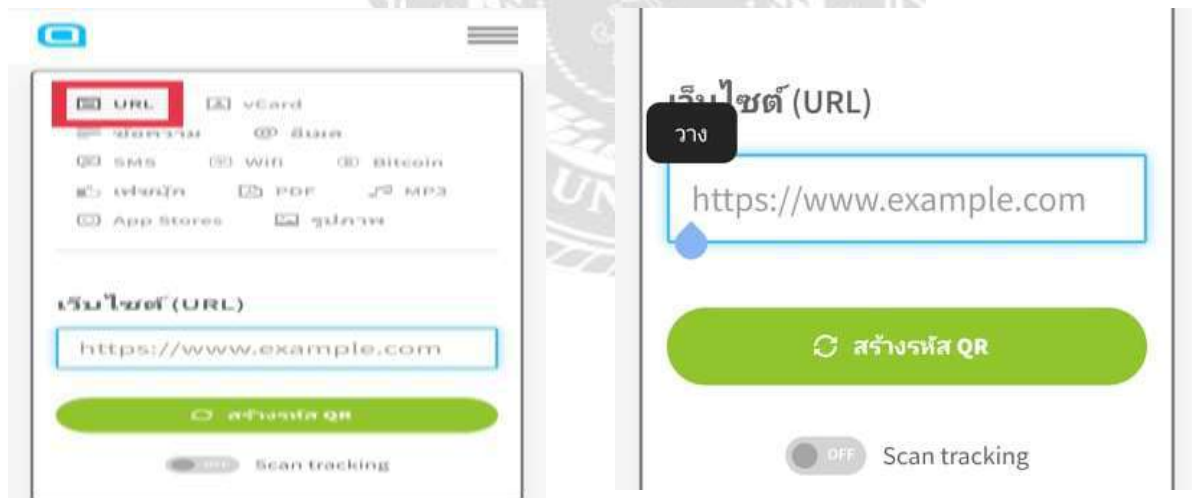 URL vCard
ข้อความ อีเมล
SMS Wifi Bitcoin
เฟซบุ๊ก PDF MP3
App Stores รูปภาพ
เว็บไซต์ (URL)
https://www.example.com
สร้างรหัส QR
OFF Scan tracking
เว็บไซต์ (URL)
วาง
https://www.example.com
สร้างรหัส QR
OFF Scan tracking